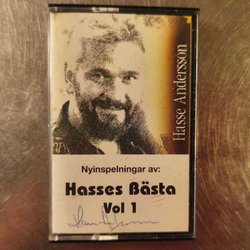 Hasse Andersson
Nyinspelningar av:
Hasses Bästa
Vol 1